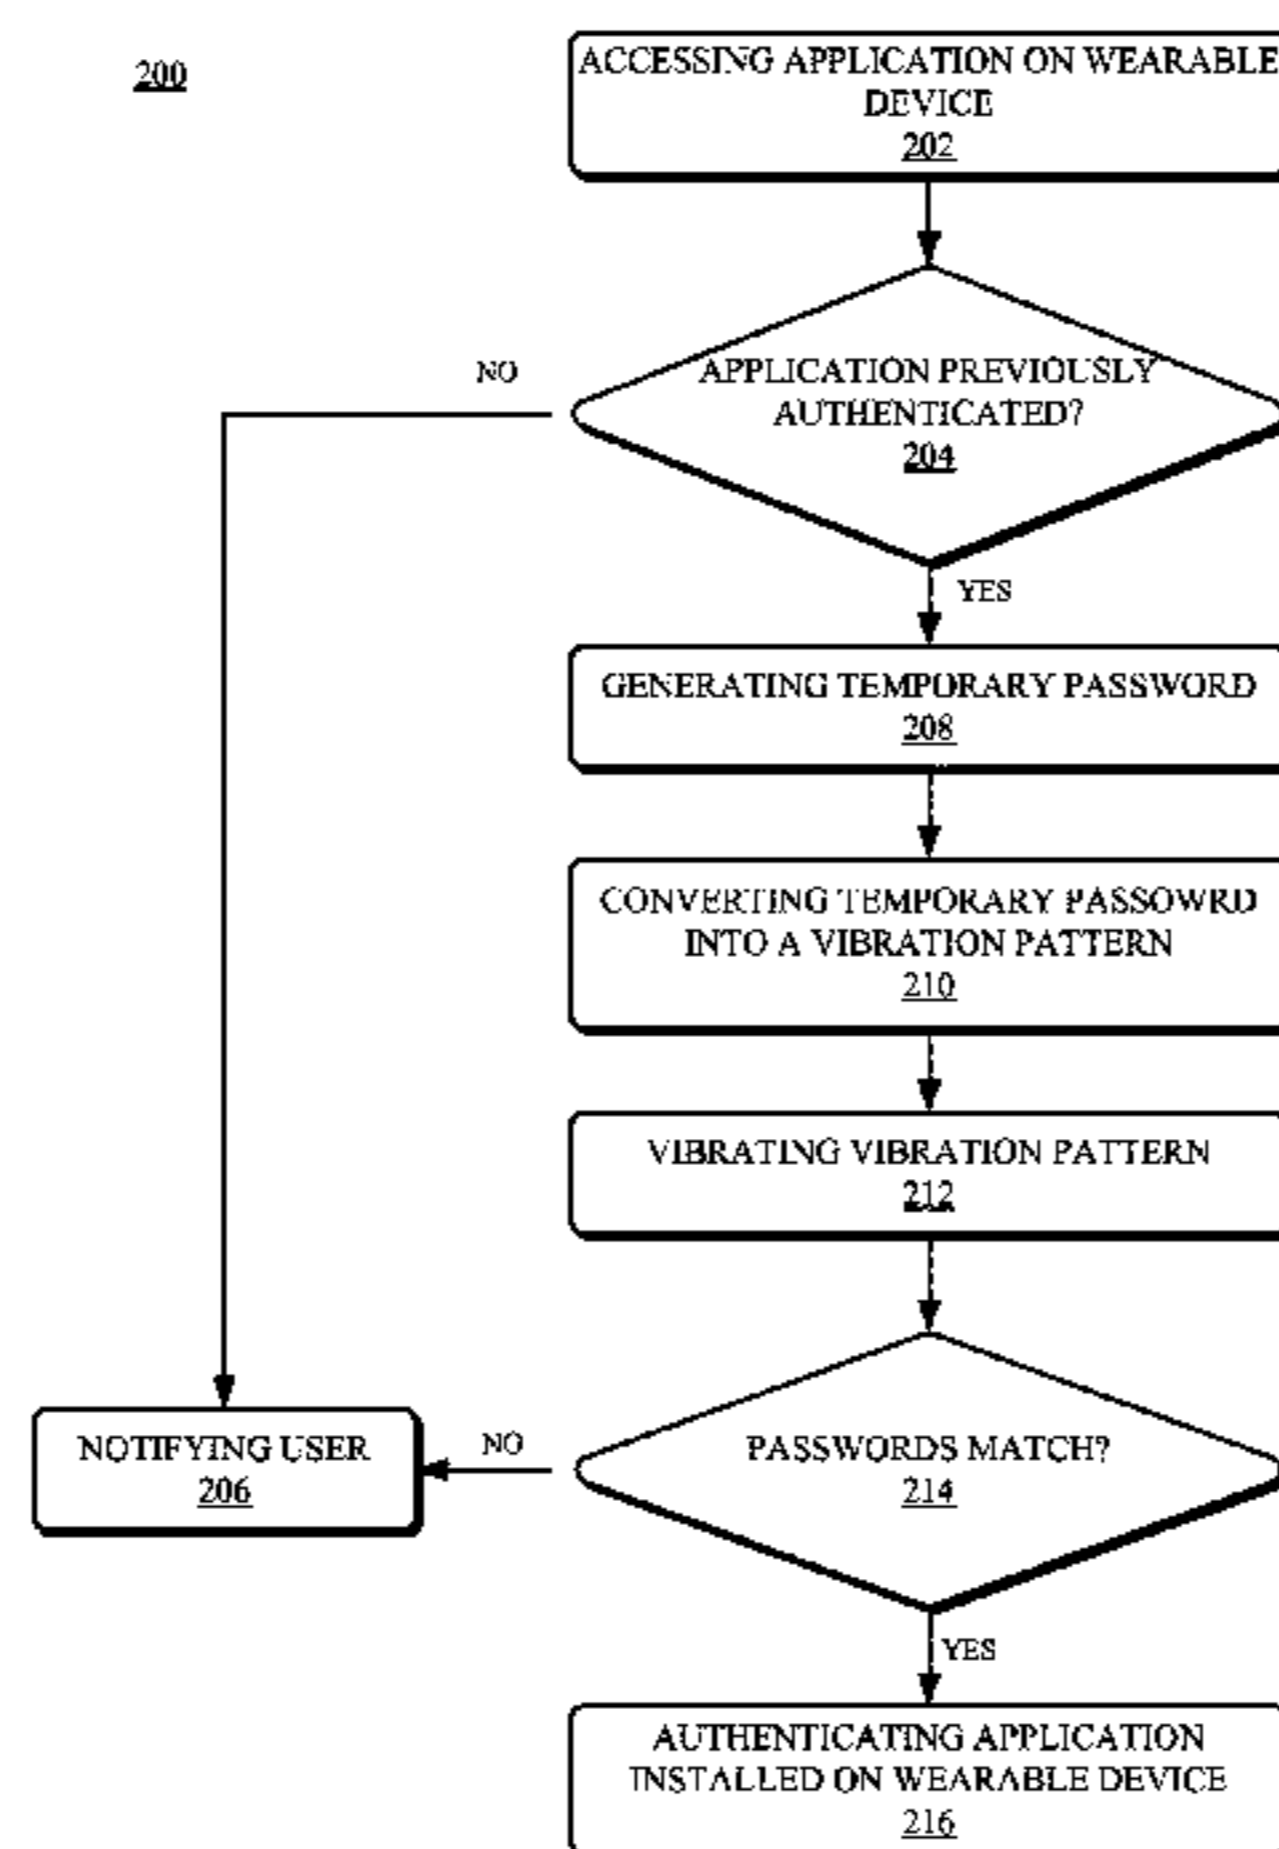 200
ACCESSING APPLICATION ON WEARABLE
DEVICE
202
APPLICATION PREVIOUSLY
AUTHENTICATED?
204
NO
YES
GENERATING TEMPORARY PASSWORD
208
CONVERTING TEMPORARY PASSOWRD
INTO A VIBRATION PATTERN
210
VIBRATING VIBRATION PATTERN
212
PASSWORDS MATCH?
214
NO
NOTIFYING USER
206
YES
AUTHENTICATING APPLICATION
INSTALLED ON WEARABLE DEVICE
216